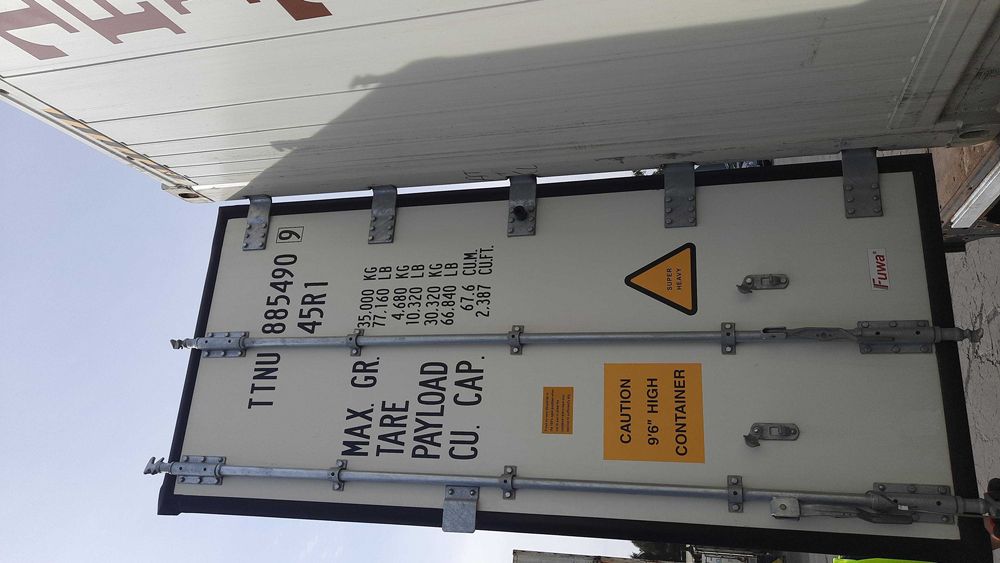 TTNU 885490 9
45R1
MAX. GR. 35.000 KG
77.160 LB
TARE 4.680 KG
10.320 LB
PAYLOAD 30.320 KG
66.840 LB
CU. CAP. 67.6 CU.M.
2.387 CU.FT.
SUPER
HEAVY
CAUTION
9'6" HIGH
CONTAINER
Fuwa